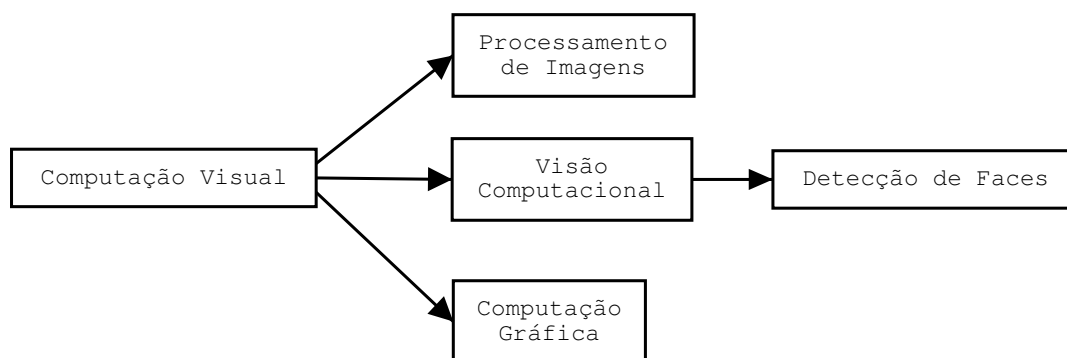 Processamento
de Imagens
Computação Visual
Visão
Computacional
Detecção de Faces
Computação
Gráfica